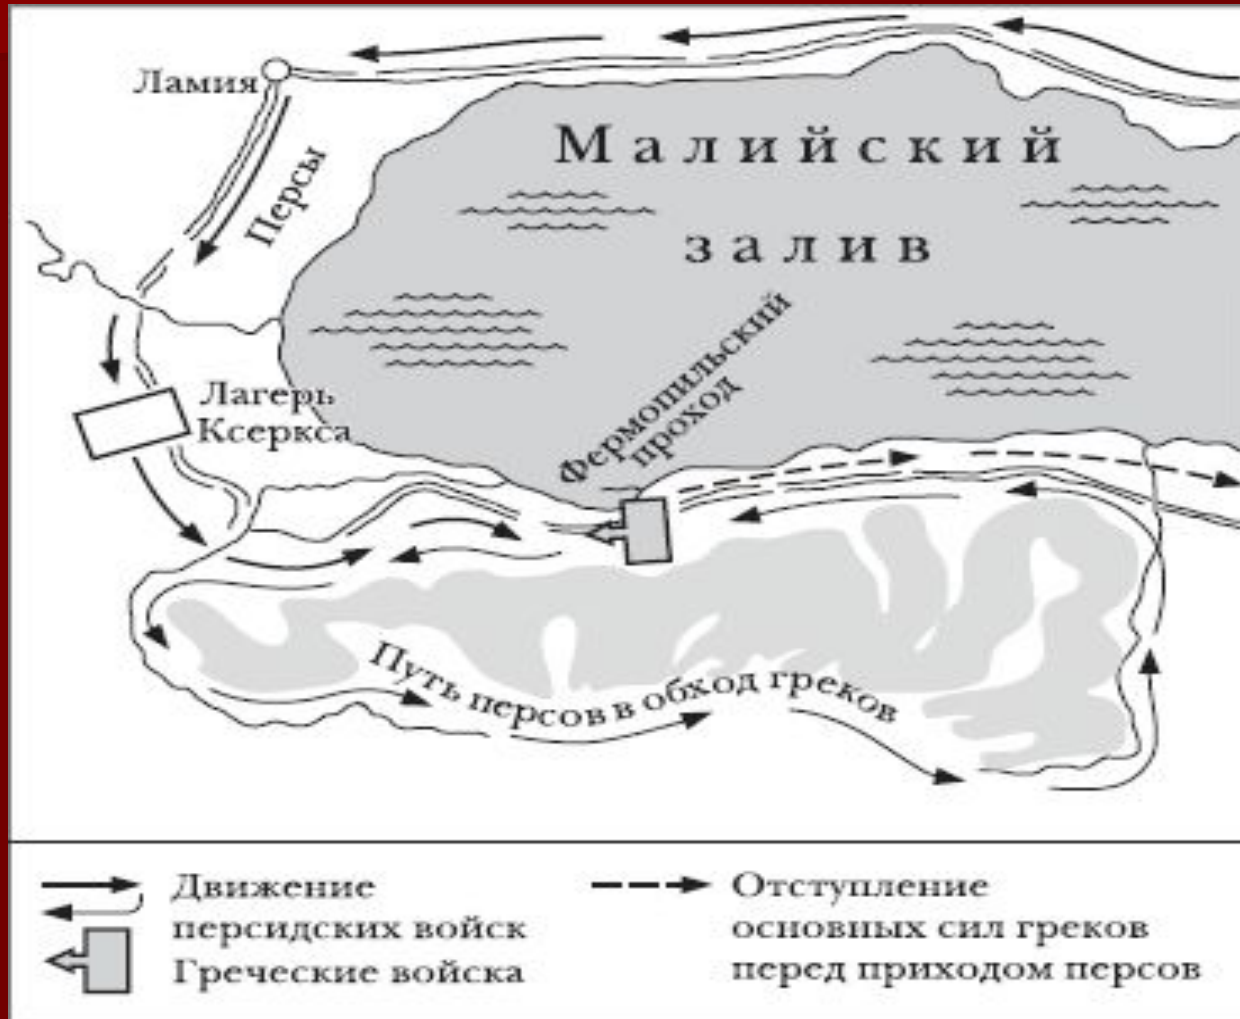 Ламия
Персы
Малийский
залив
Фермопильский
проход
Лагерь
Ксеркса
Путь персов в обход греков
Движение
персидских войск
Греческие войска
Отступление
основных сил греков
перед приходом персов